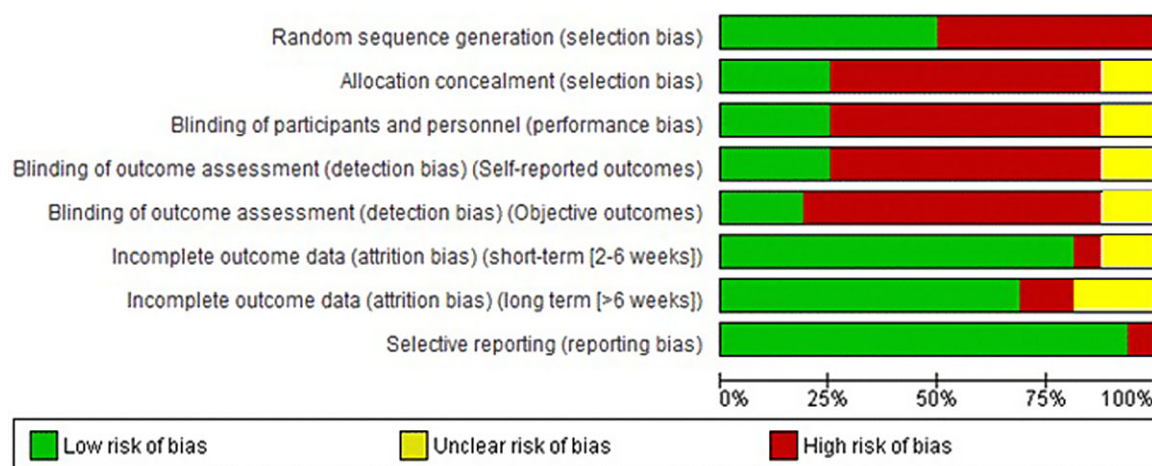 Random sequence generation (selection bias)
Allocation concealment (selection bias)
Blinding of participants and personnel (performance bias)
Blinding of outcome assessment (detection bias) (Self-reported outcomes)
Blinding of outcome assessment (detection bias) (Objective outcomes)
Incomplete outcome data (attrition bias) (short-term [2-6 weeks])
Incomplete outcome data (attrition bias) (long term [>6 weeks])
Selective reporting (reporting bias)
0% 25% 50% 75% 100%
Low risk of bias Unclear risk of bias High risk of bias